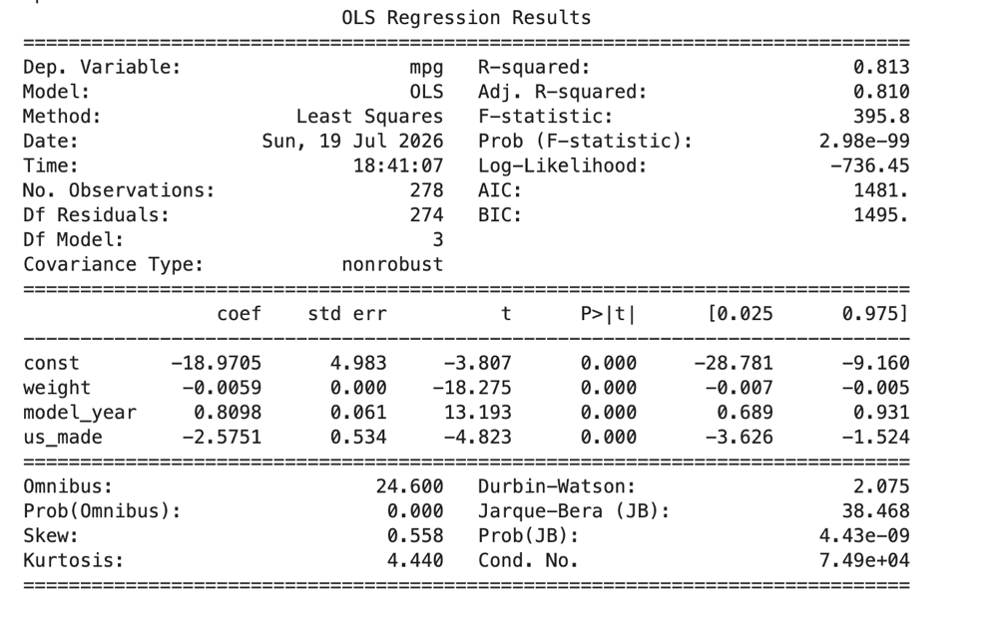 OLS Regression Results
==============================================================================
Dep. Variable:                    mpg   R-squared:                       0.813
Model:                            OLS   Adj. R-squared:                  0.810
Method:                 Least Squares   F-statistic:                     395.8
Date:                Sun, 19 Jul 2026   Prob (F-statistic):           2.98e-99
Time:                        18:41:07   Log-Likelihood:                -736.45
No. Observations:                 278   AIC:                             1481.
Df Residuals:                     274   BIC:                             1495.
Df Model:                           3
Covariance Type:            nonrobust
==============================================================================
                 coef    std err          t      P>|t|      [0.025      0.975]
------------------------------------------------------------------------------
const        -18.9705      4.983     -3.807      0.000     -28.781      -9.160
weight        -0.0059      0.000    -18.275      0.000      -0.007      -0.005
model_year     0.8098      0.061     13.193      0.000       0.689       0.931
us_made       -2.5751      0.534     -4.823      0.000      -3.626      -1.524
==============================================================================
Omnibus:                       24.600   Durbin-Watson:                   2.075
Prob(Omnibus):                  0.000   Jarque-Bera (JB):               38.468
Skew:                           0.558   Prob(JB):                     4.43e-09
Kurtosis:                       4.440   Cond. No.                     7.49e+04
==============================================================================